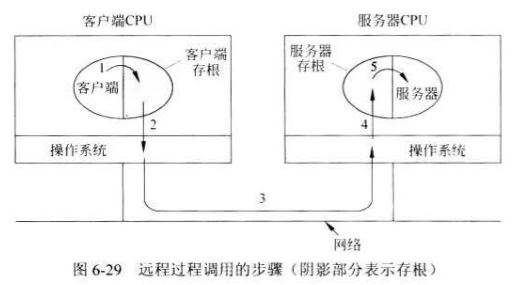 客户端CPU
服务器CPU
客户端
存根
服务器
存根
1
客户端
5
服务器
2
4
操作系统
操作系统
3
网络
图 6-29 远程过程调用的步骤（阴影部分表示存根）